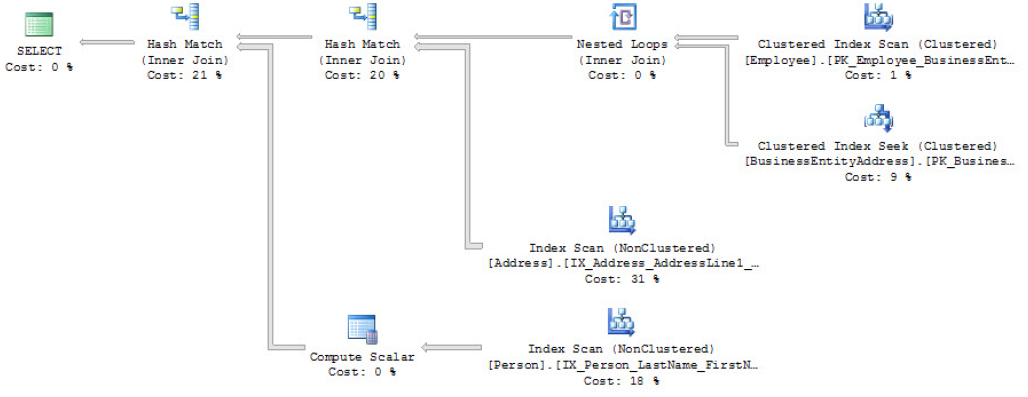 SELECT
Cost: 0 %
Hash Match
(Inner Join)
Cost: 21 %
Hash Match
(Inner Join)
Cost: 20 %
Nested Loops
(Inner Join)
Cost: 0 %
Clustered Index Scan (Clustered)
[Employee].[PK_Employee_BusinessEnt…
Cost: 1 %
Clustered Index Seek (Clustered)
[BusinessEntityAddress].[PK_Busines…
Cost: 9 %
Index Scan (NonClustered)
[Address].[IX_Address_AddressLine1_…
Cost: 31 %
Compute Scalar
Cost: 0 %
Index Scan (NonClustered)
[Person].[IX_Person_LastName_FirstN…
Cost: 18 %